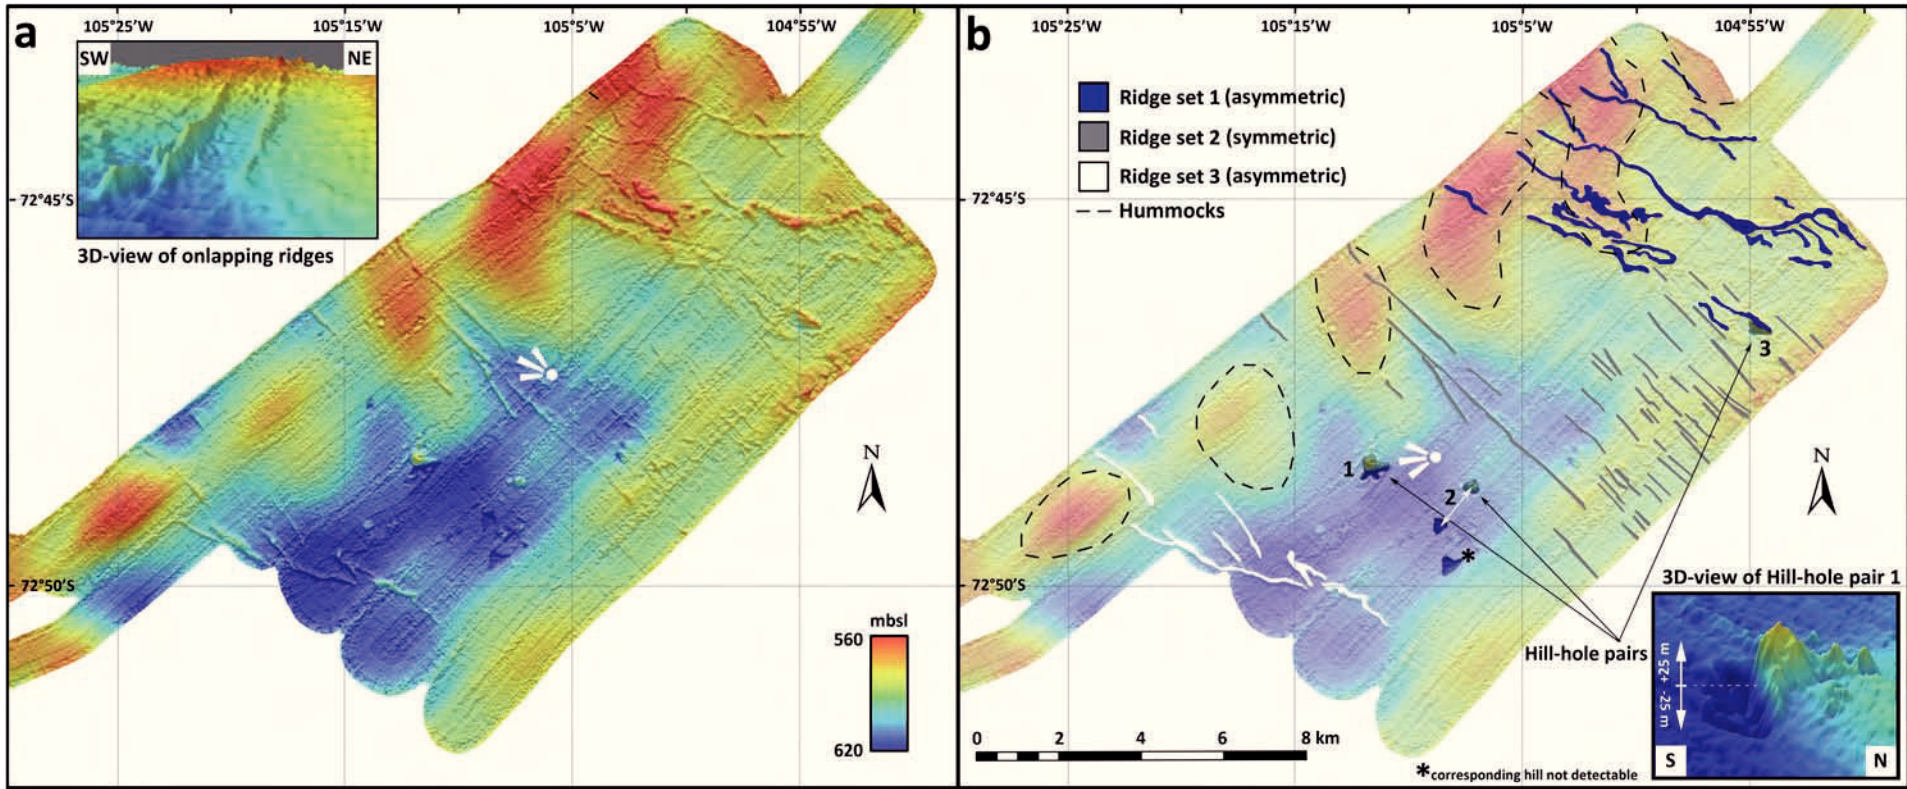 a
105°25'W
105°15'W
105°5'W
104°55'W
SW
NE
3D-view of onlapping ridges
72°45'S
72°50'S
N
mbsl
560
620
b
105°25'W
105°15'W
105°5'W
104°55'W
Ridge set 1 (asymmetric)
Ridge set 2 (symmetric)
Ridge set 3 (asymmetric)
Hummocks
72°45'S
3
1
2
*
N
72°50'S
3D-view of Hill-hole pair 1
Hill-hole pairs
m +25
-25 m
S
N
0 2 4 6 8 km
*corresponding hill not detectable